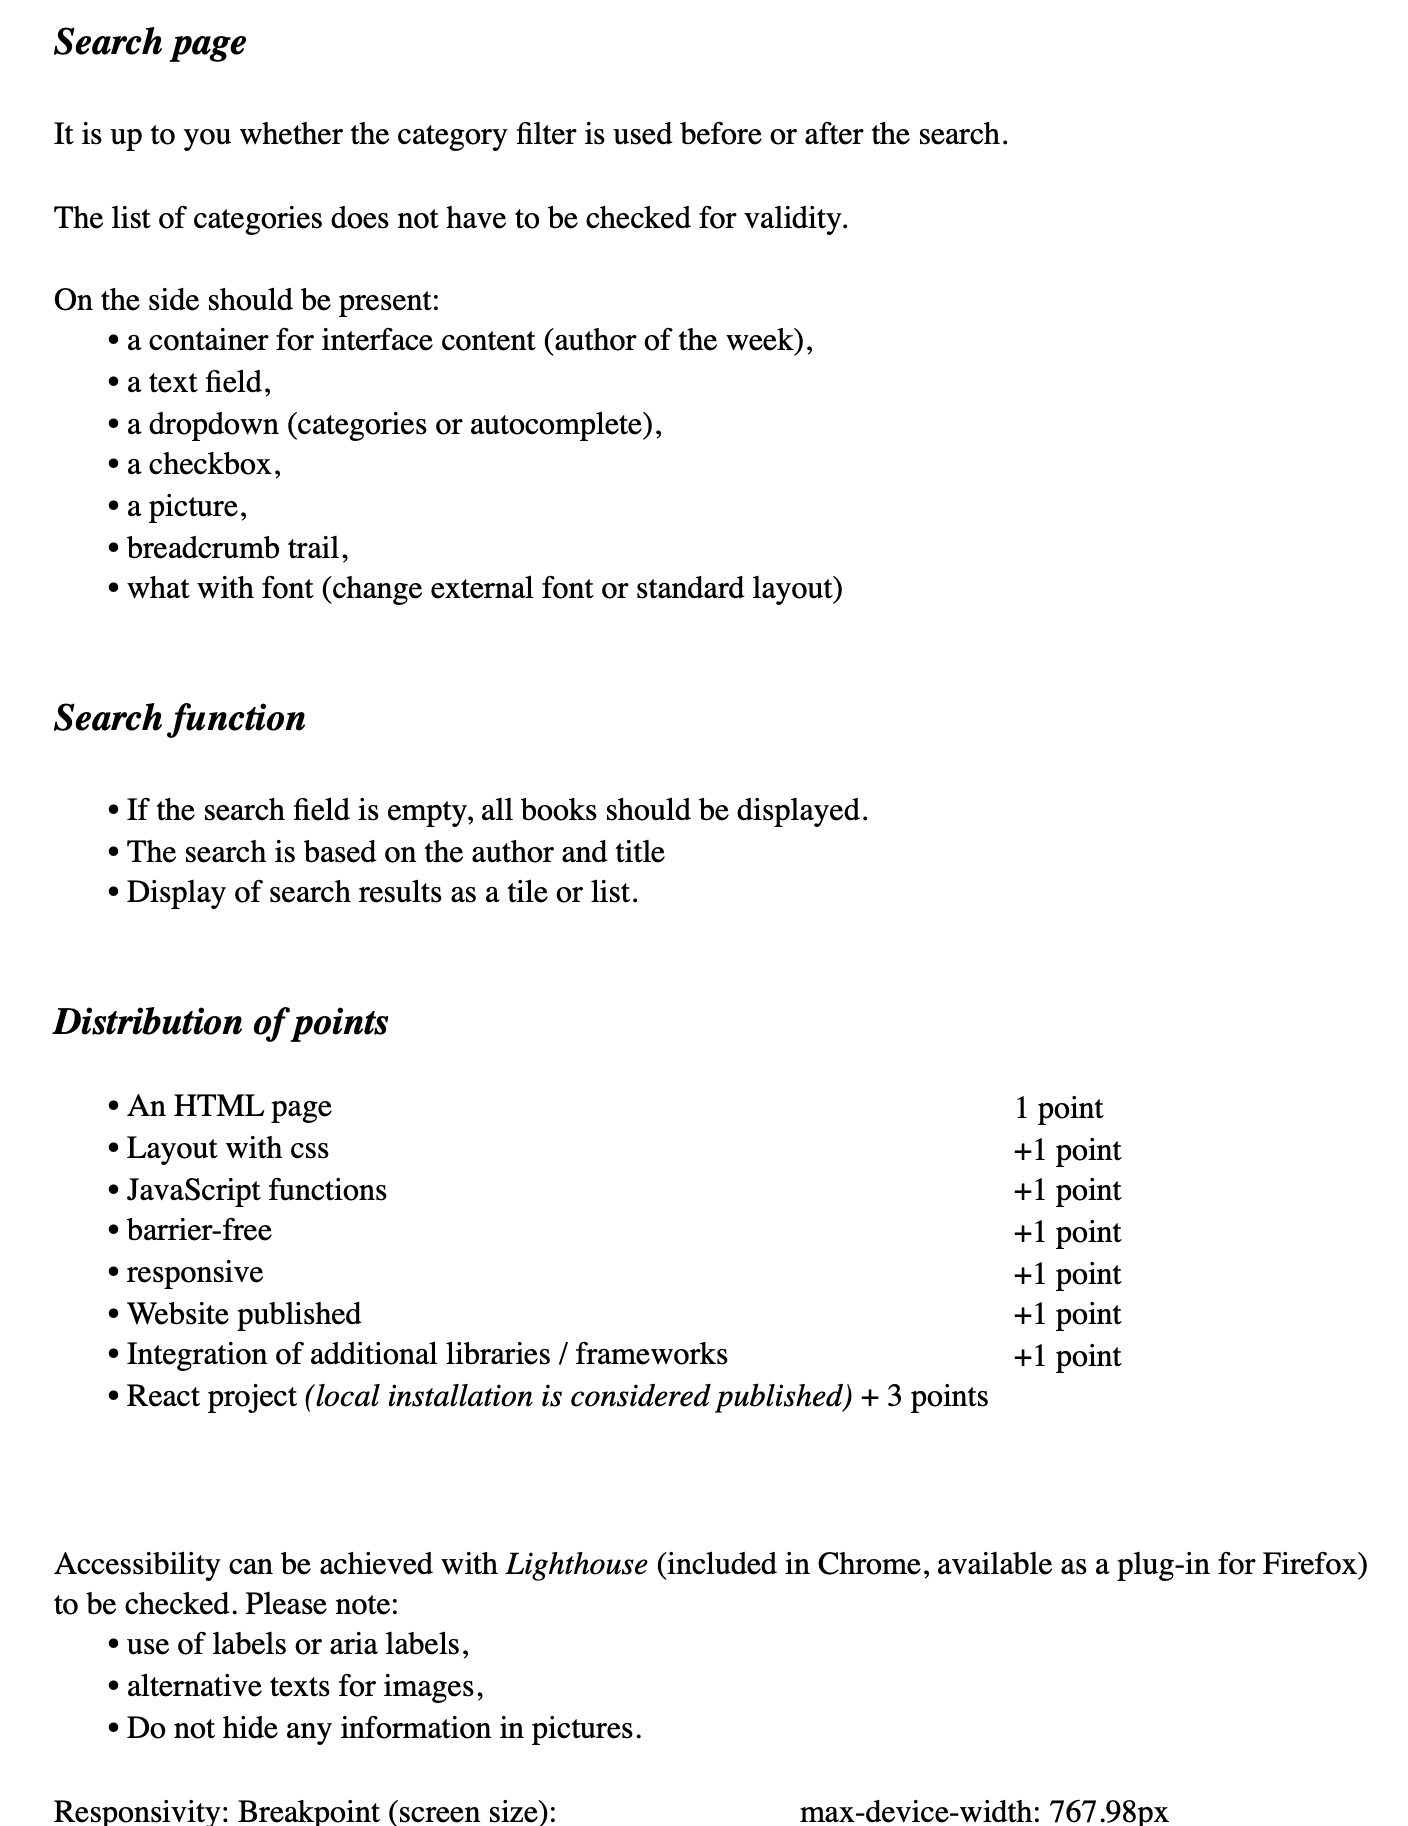 Search page
It is up to you whether the category filter is used before or after the search.
The list of categories does not have to be checked for validity.
On the side should be present:
• a container for interface content (author of the week),
• a text field,
• a dropdown (categories or autocomplete),
• a checkbox,
• a picture,
• breadcrumb trail,
• what with font (change external font or standard layout)
Search function
• If the search field is empty, all books should be displayed.
• The search is based on the author and title
• Display of search results as a tile or list.
Distribution of points
• An HTML page 1 point
• Layout with css +1 point
• JavaScript functions +1 point
• barrier-free +1 point
• responsive +1 point
• Website published +1 point
• Integration of additional libraries / frameworks +1 point
• React project (local installation is considered published) + 3 points
Accessibility can be achieved with Lighthouse (included in Chrome, available as a plug-in for Firefox)
to be checked. Please note:
• use of labels or aria labels,
• alternative texts for images,
• Do not hide any information in pictures.
Responsivity: Breakpoint (screen size): max-device-width: 767.98px